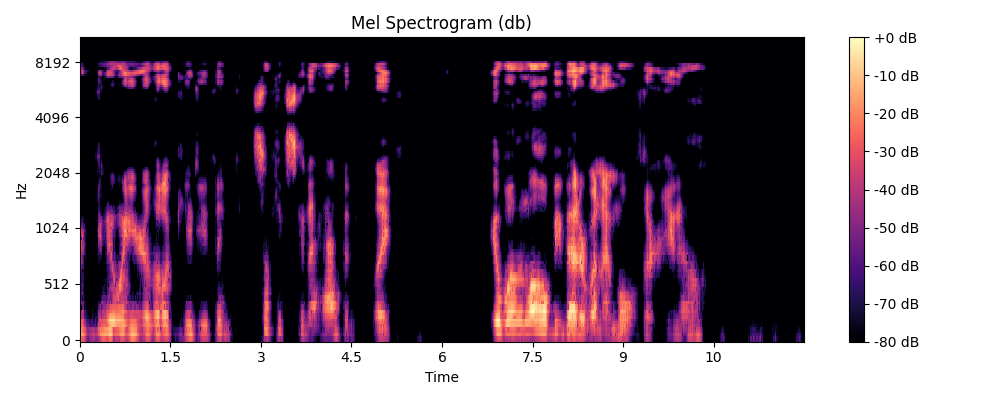 Mel Spectrogram (db)
Hz
8192
4096
2048
1024
512
0
0 1.5 3 4.5 6 7.5 9 10
Time
+0 dB
-10 dB
-20 dB
-30 dB
-40 dB
-50 dB
-60 dB
-70 dB
-80 dB